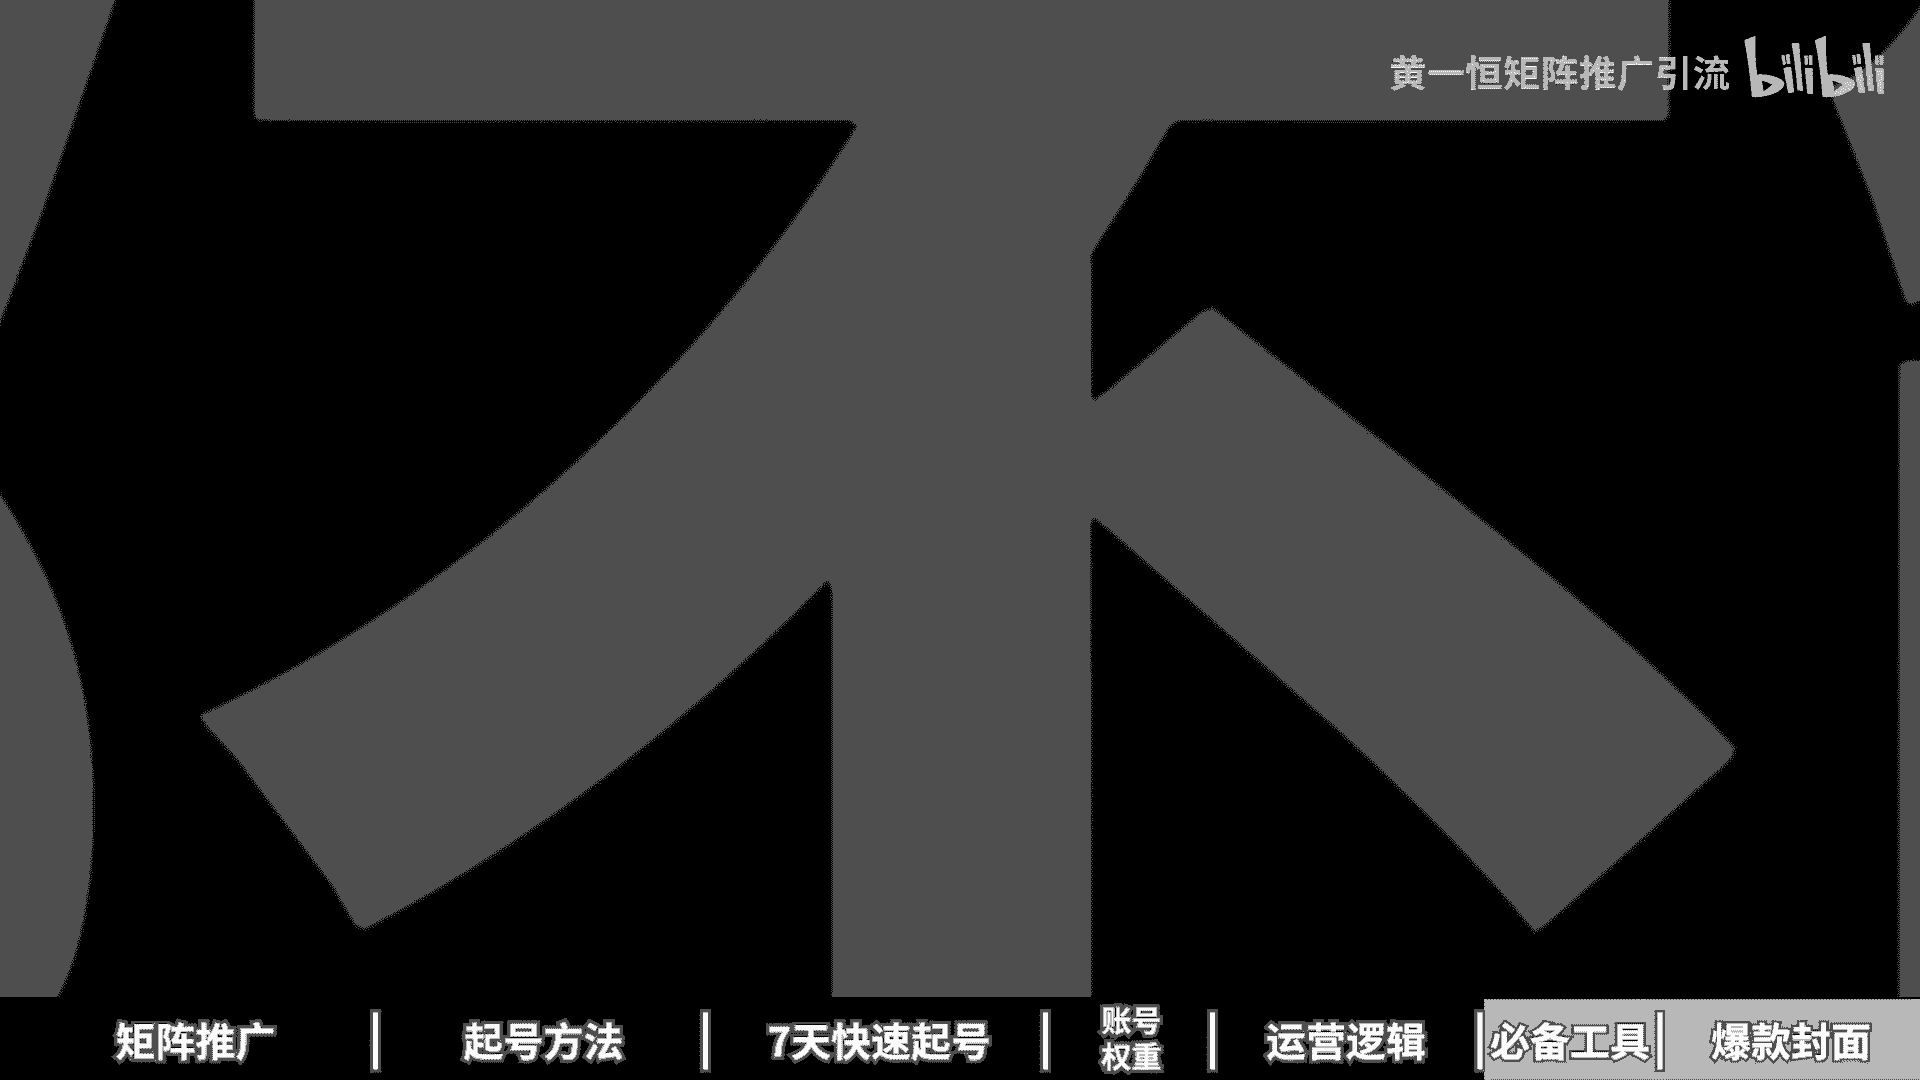 黄一恒矩阵推广引流 bilibili
不
矩阵推广 | 起号方法 | 7天快速起号 | 账号权重 | 运营逻辑 | 必备工具 | 爆款封面